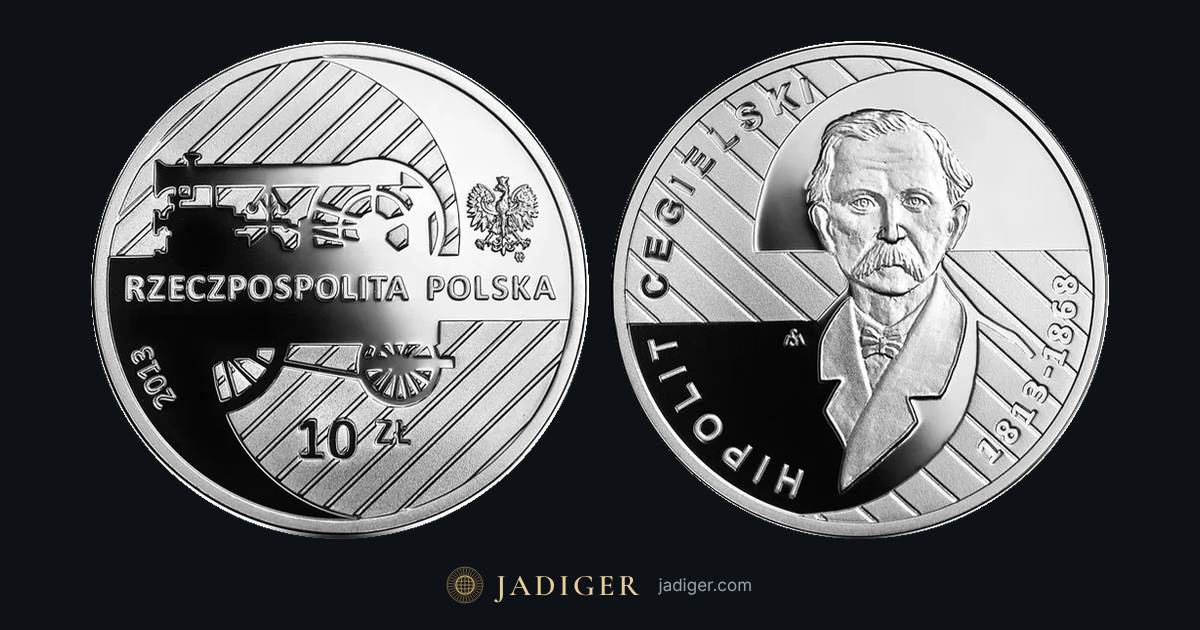 RZECZPOSPOLITA POLSKA
2013
10 ZŁ
HIPOLIT CEGIELSKI
1813-1868
JADIGER jadiger.com